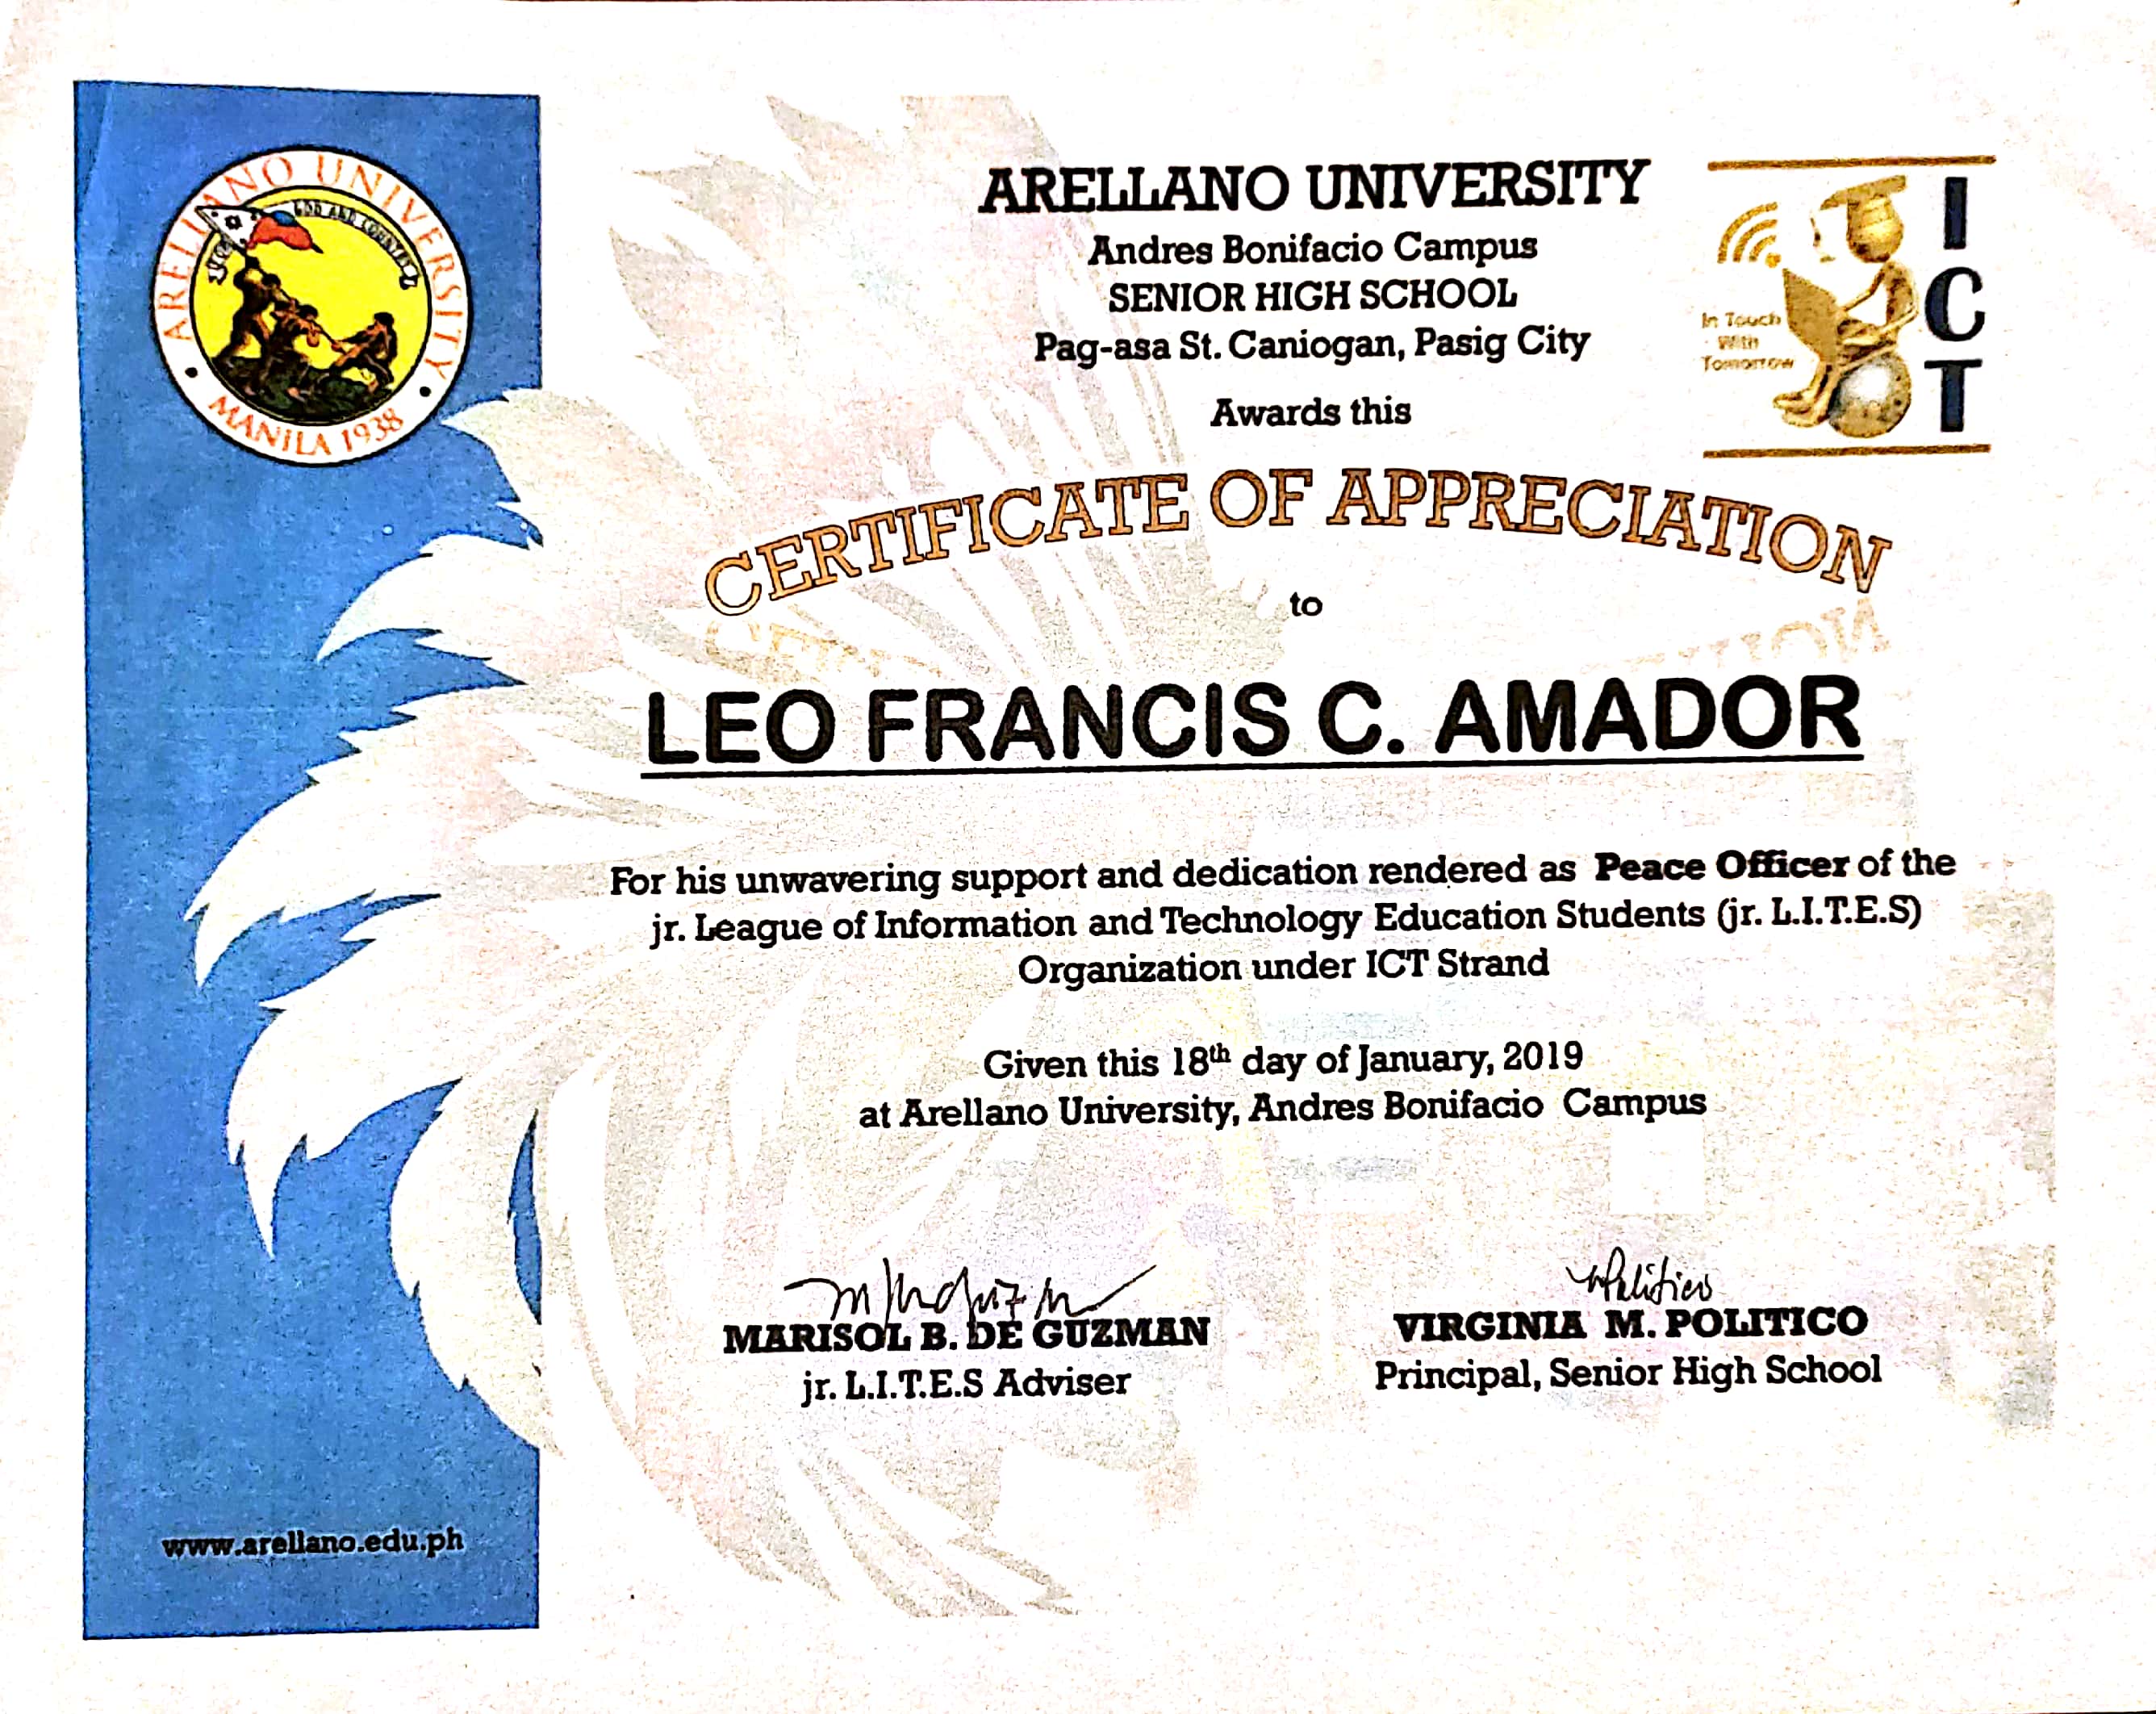 ARELLANO UNIVERSITY
MANILA 1938
FOR GOD AND COUNTRY
ARELLANO UNIVERSITY
Andres Bonifacio Campus
SENIOR HIGH SCHOOL
Pag-asa St. Caniogan, Pasig City
I
C
T
In Touch
With
Tomorrow
Awards this
CERTIFICATE OF APPRECIATION
to
LEO FRANCIS C. AMADOR
For his unwavering support and dedication rendered as Peace Officer of the
jr. League of Information and Technology Education Students (jr. L.I.T.E.S)
Organization under ICT Strand
Given this 18th day of January, 2019
at Arellano University, Andres Bonifacio Campus
MARISOL B. DE GUZMAN
jr. L.I.T.E.S Adviser
VIRGINIA M. POLITICO
Principal, Senior High School
www.arellano.edu.ph